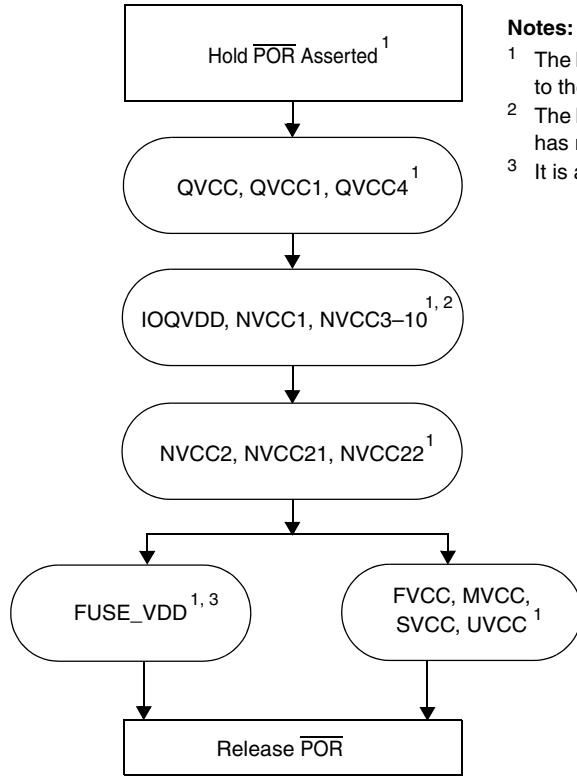 Hold POR Asserted 1
QVCC, QVCC1, QVCC4 1
IOQVDD, NVCC1, NVCC3–10 1, 2
NVCC2, NVCC21, NVCC22 1
FUSE_VDD 1, 3
FVCC, MVCC,
SVCC, UVCC 1
Release POR
Notes:
1 The
to the
2 The
has
3 It is a